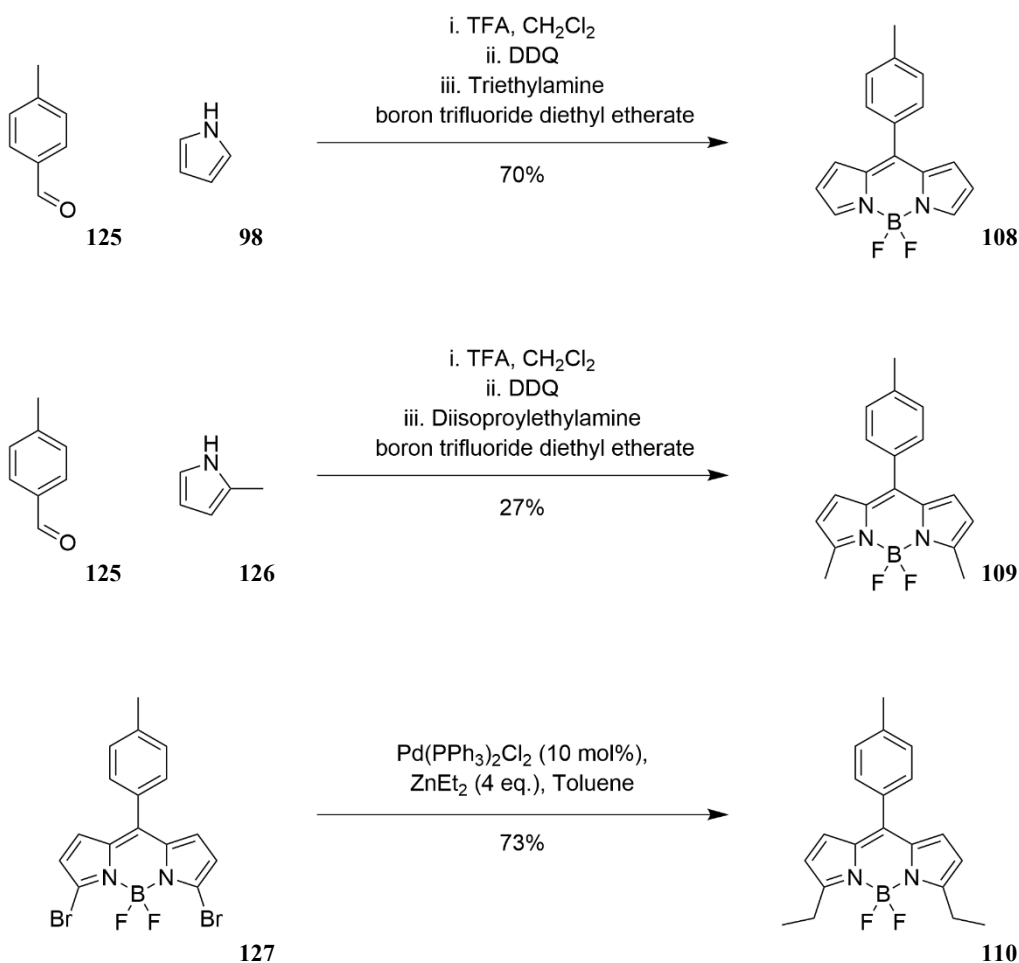 i. TFA, CH₂Cl₂
ii. DDQ
iii. Triethylamine
boron trifluoride diethyl etherate
70%
H
N
O
125
98
N
N
B
F
F
108
i. TFA, CH₂Cl₂
ii. DDQ
iii. Diisoproylethylamine
boron trifluoride diethyl etherate
27%
H
N
O
125
126
N
N
B
F
F
109
Pd(PPh₃)₂Cl₂ (10 mol%),
ZnEt₂ (4 eq.), Toluene
73%
N
N
B
Br
F
F
Br
127
N
N
B
F
F
110